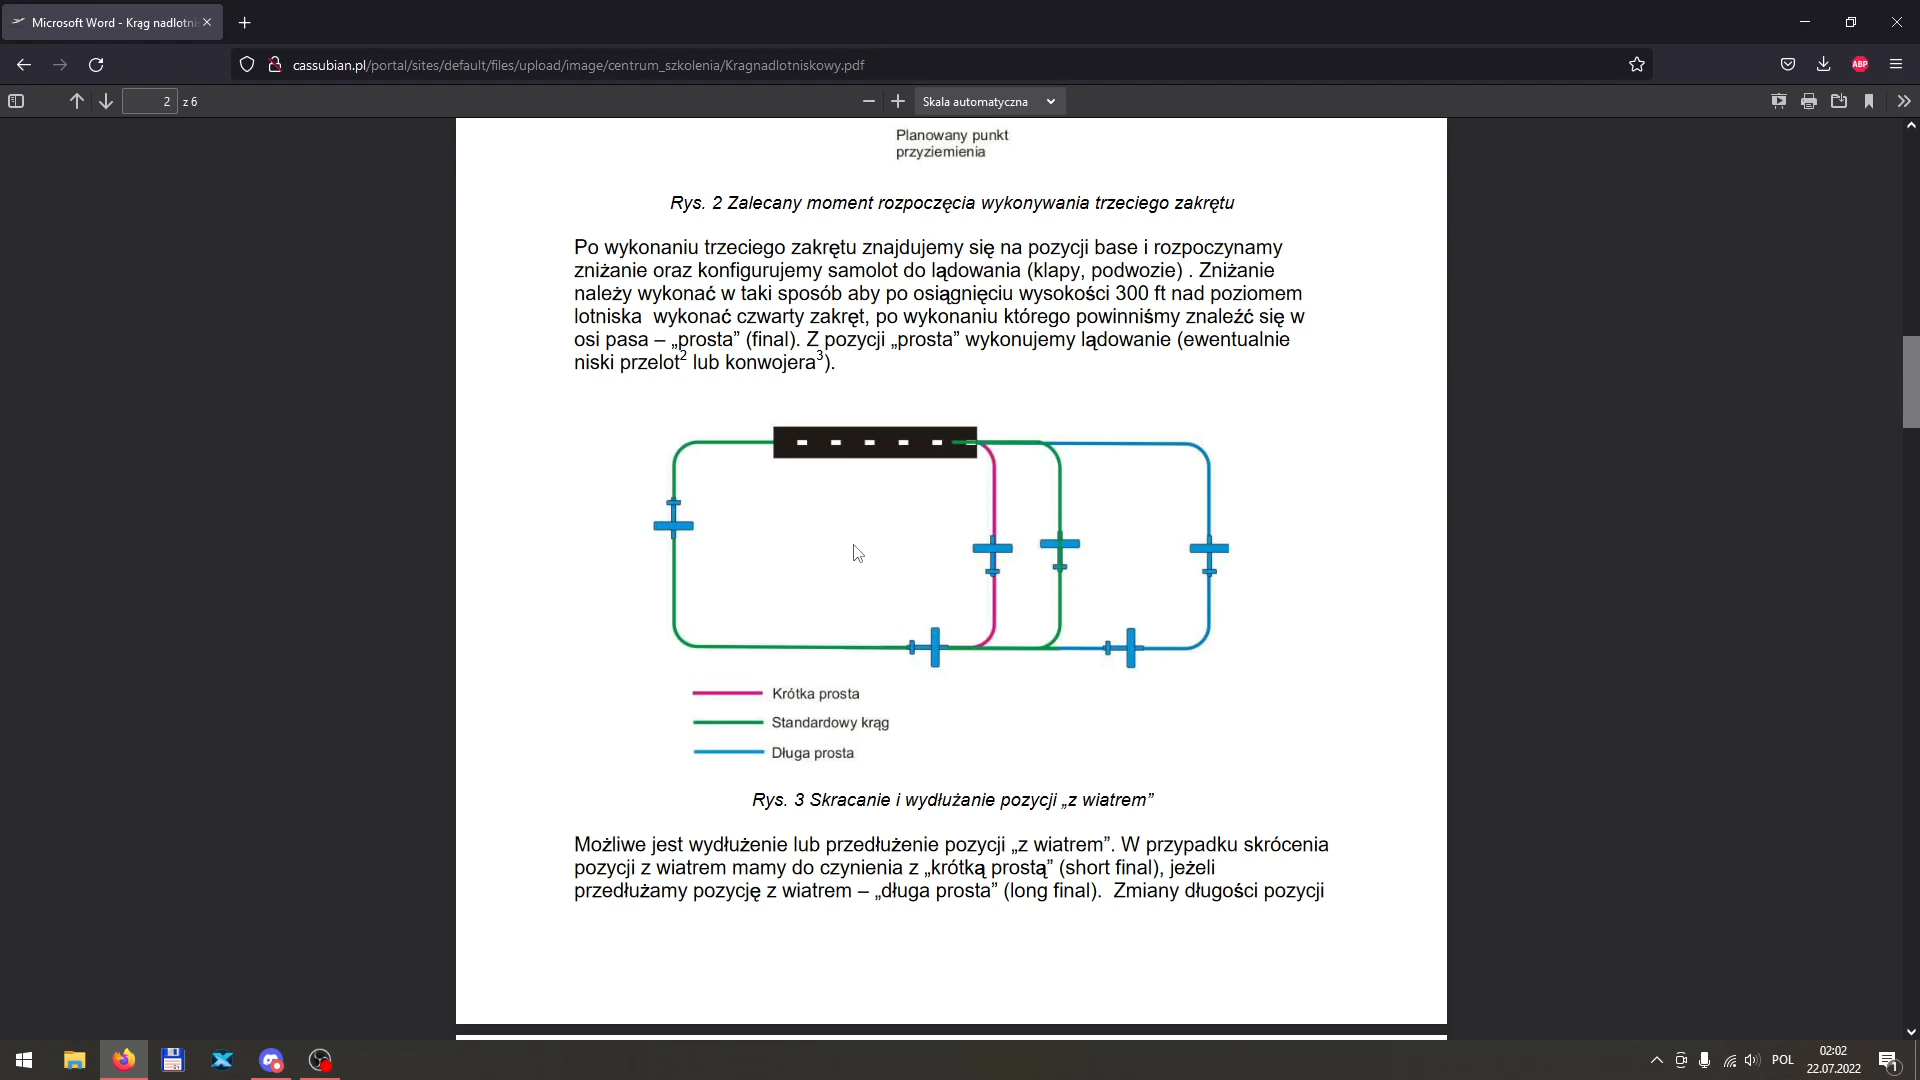 Microsoft Word - Krąg nadlotni
cassubian.pl/portal/sites/default/files/upload/image/centrum_szkolenia/Kragnadlotniskowy.pdf
ABP
2 z 6
Skala automatyczna
Planowany punkt
przyziemienia
Rys. 2 Zalecany moment rozpoczęcia wykonywania trzeciego zakrętu
Po wykonaniu trzeciego zakrętu znajdujemy się na pozycji base i rozpoczynamy
zniżanie oraz konfigurujemy samolot do lądowania (klapy, podwozie) . Zniżanie
należy wykonać w taki sposób aby po osiągnięciu wysokości 300 ft nad poziomem
lotniska wykonać czwarty zakręt, po wykonaniu którego powinniśmy znaleźć się w
osi pasa – „prosta” (final). Z pozycji „prosta” wykonujemy lądowanie (ewentualnie
niski przelot2 lub konwojera3).
Krótka prosta
Standardowy krąg
Długa prosta
Rys. 3 Skracanie i wydłużanie pozycji „z wiatrem”
Możliwe jest wydłużenie lub przedłużenie pozycji „z wiatrem”. W przypadku skrócenia
pozycji z wiatrem mamy do czynienia z „krótką prostą” (short final), jeżeli
przedłużamy pozycję z wiatrem – „długa prosta” (long final). Zmiany długości pozycji
POL
02:02
22.07.2022
1